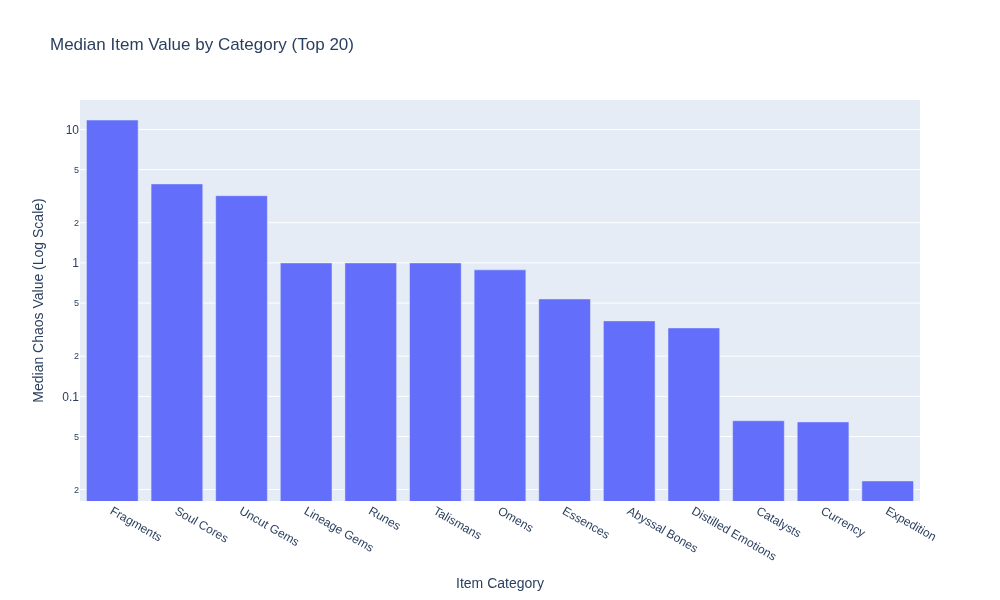 Median Item Value by Category (Top 20)
Median Chaos Value (Log Scale)
10
5
2
1
5
2
0.1
5
2
Fragments
Soul Cores
Uncut Gems
Lineage Gems
Runes
Talismans
Omens
Essences
Abyssal Bones
Distilled Emotions
Catalysts
Currency
Expedition
Item Category